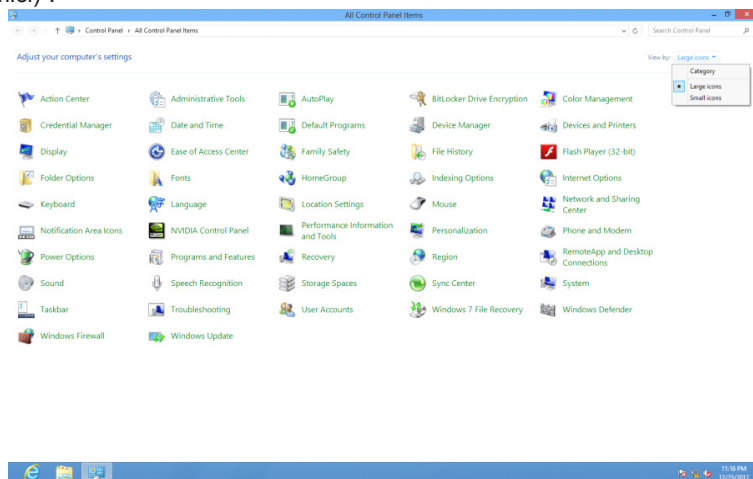 All Control Panel Items
Control Panel
All Control Panel Items
Search Control Panel
Adjust your computer's settings
View by: Large icons
Category
Large icons
Small icons
Action Center
Administrative Tools
AutoPlay
BitLocker Drive Encryption
Color Management
Credential Manager
Date and Time
Default Programs
Device Manager
Devices and Printers
Display
Ease of Access Center
Family Safety
File History
Flash Player (32-bit)
Folder Options
Fonts
HomeGroup
Indexing Options
Internet Options
Keyboard
Language
Location Settings
Mouse
Network and Sharing
Center
Notification Area Icons
NVIDIA Control Panel
Performance Information
and Tools
Personalization
Phone and Modem
Power Options
Programs and Features
Recovery
Region
RemoteApp and Desktop
Connections
Sound
Speech Recognition
Storage Spaces
Sync Center
System
Taskbar
Troubleshooting
User Accounts
Windows 7 File Recovery
Windows Defender
Windows Firewall
Windows Update
11:16 PM
12/25/2012